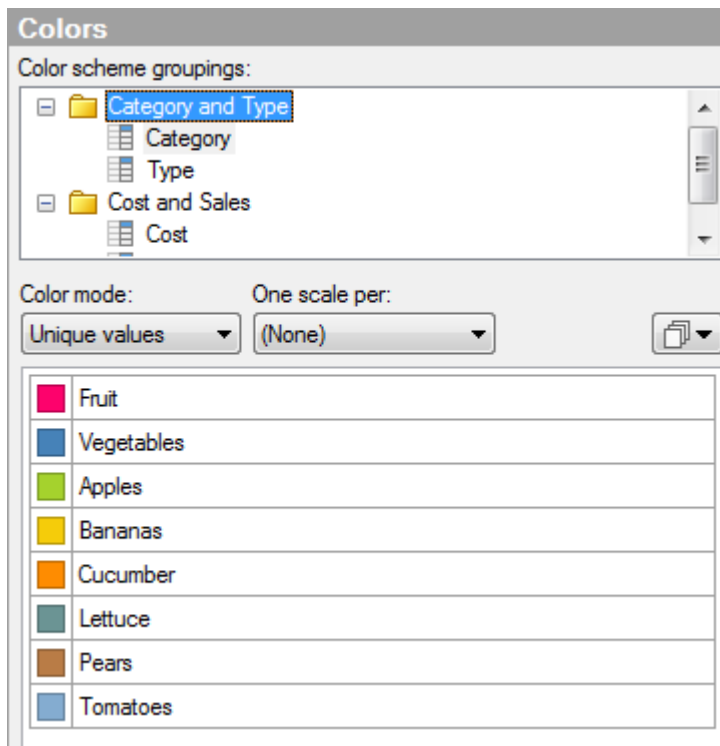 Colors
Color scheme groupings:
Category and Type
Category
Type
Cost and Sales
Cost
Color mode:
One scale per:
Unique values
(None)
Fruit
Vegetables
Apples
Bananas
Cucumber
Lettuce
Pears
Tomatoes